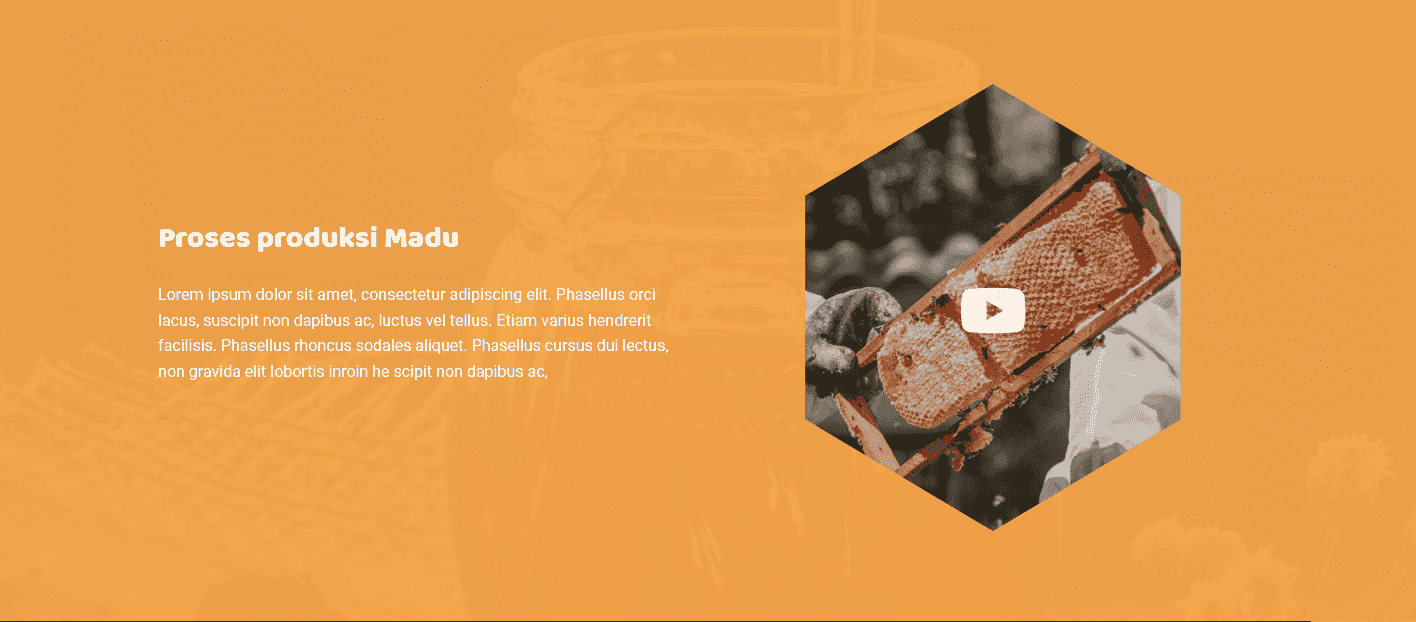 Proses produksi Madu
Lorem ipsum dolor sit amet, consectetur adipiscing elit. Phasellus orci
lacus, suscipit non dapibus ac, luctus vel tellus. Etiam varius hendrerit
facilisis. Phasellus rhoncus sodales aliquet. Phasellus cursus dui lectus,
non gravida elit lobortis inroin he scipit non dapibus ac,